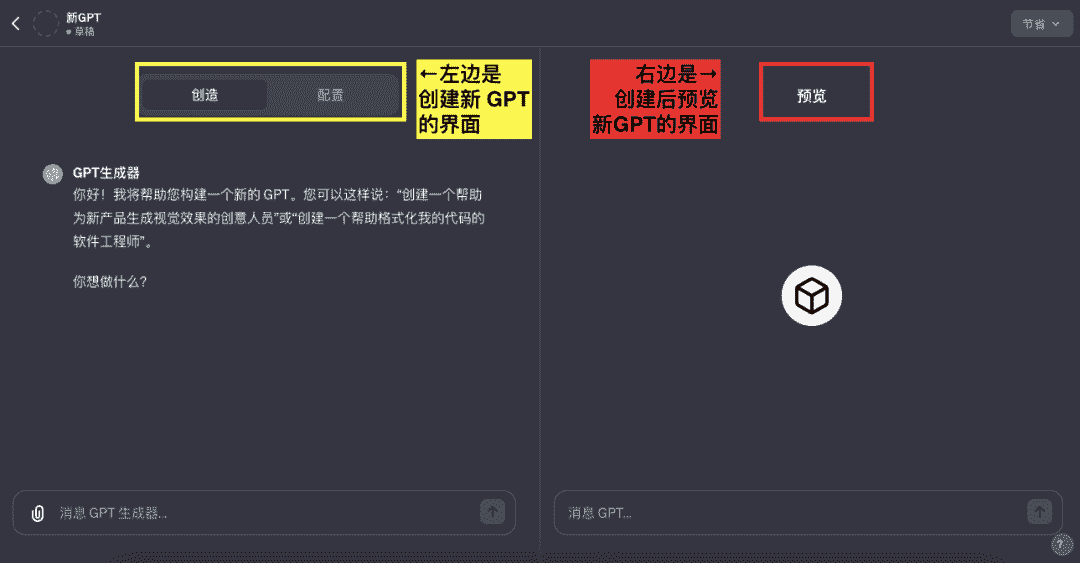 新GPT
草稿
节省
创造
配置
←左边是
创建新 GPT
的界面
右边是→
创建后预览
新GPT的界面
预览
GPT生成器
你好！我将帮助您构建一个新的 GPT。您可以这样说：“创建一个帮助
为新产品生成视觉效果的创意人员”或“创建一个帮助格式化我的代码的
软件工程师”。
你想做什么?
消息 GPT 生成器...
消息 GPT...
?